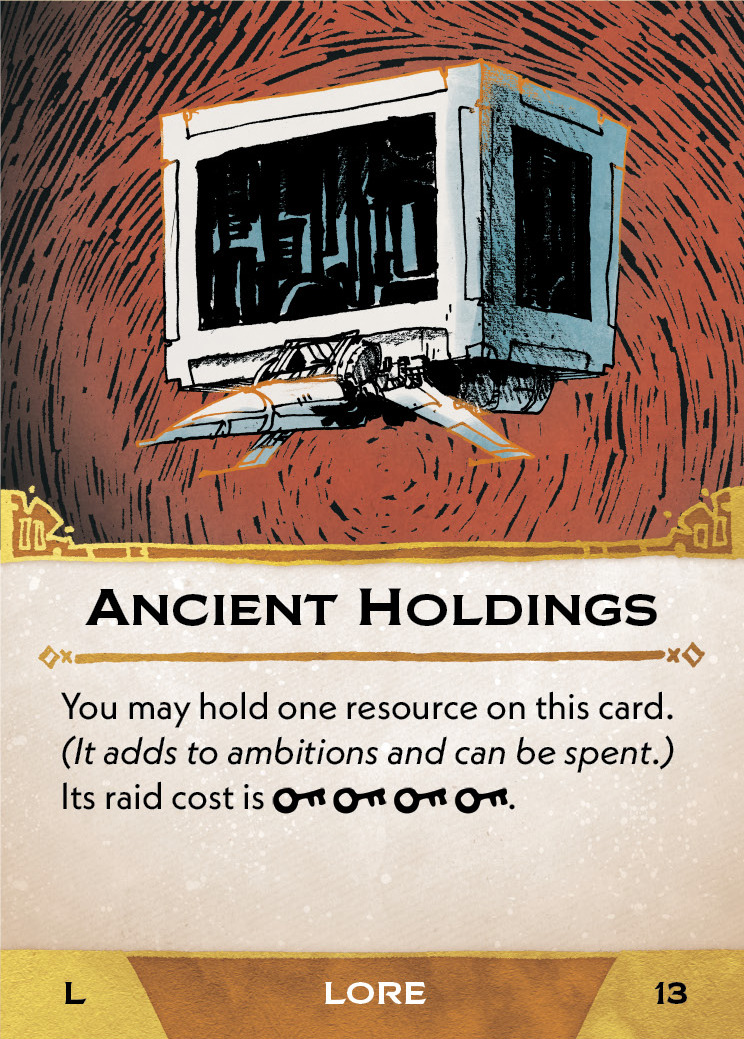 ANCIENT HOLDINGS
You may hold one resource on this card.
(It adds to ambitions and can be spent.)
Its raid cost is .
L LORE 13